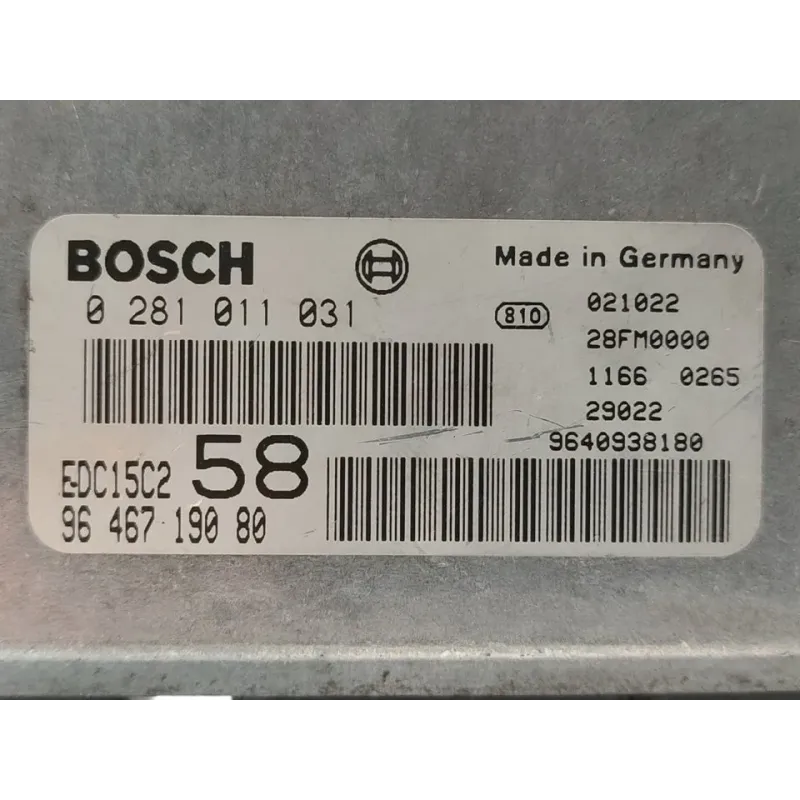 BOSCH
Made in Germany
0 281 011 031
810
021022
28FM0000
1166 0265
29022
9640938180
EDC15C2 58
96 467 190 80